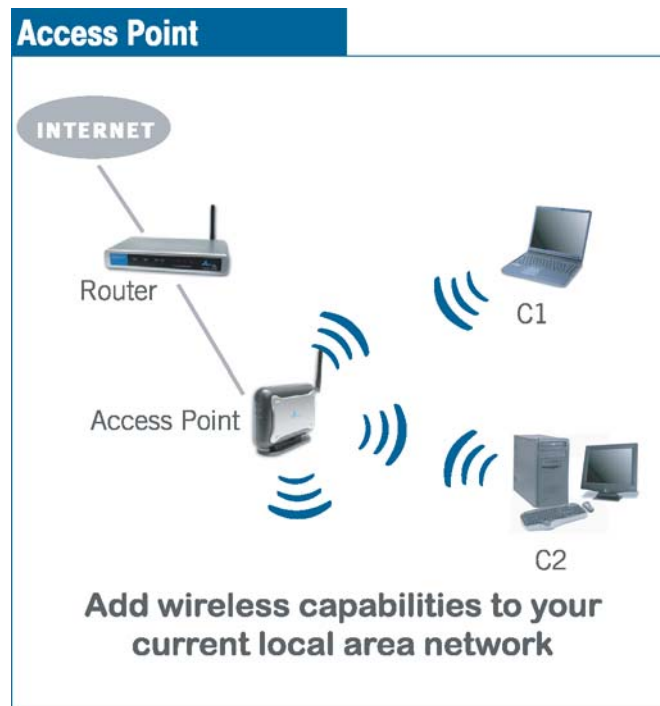 Access Point
INTERNET
Router
C1
Access Point
C2
Add wireless capabilities to your
current local area network